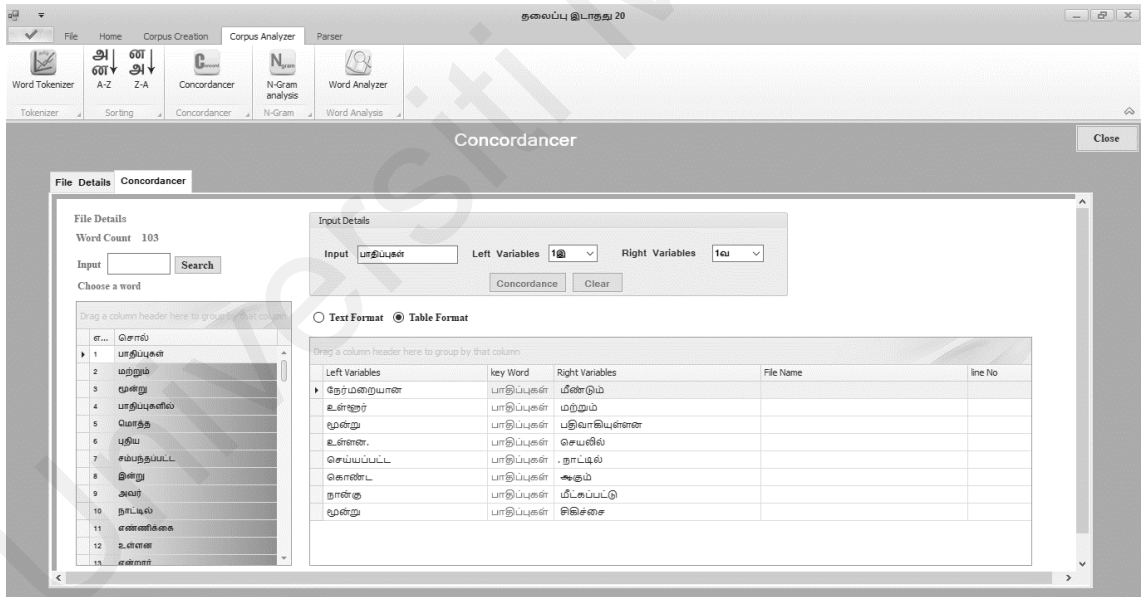 தலைப்பு இடாதது 20
File Home Corpus Creation Corpus Analyzer Parser
அ ன
ன அ
Word Tokenizer A-Z Z-A Concordancer N-Gram analysis Word Analyzer
Tokenizer Sorting Concordancer N-Gram Word Analysis
Concordancer
Close
File Details Concordancer
File Details
Word Count 103
Input Search
Choose a word
Drag a column header here to group by that column
எ... சொல்
1 பாதிப்புகள்
2 மற்றும்
3 மூன்று
4 பாதிப்புகளில்
5 மொத்த
6 புதிய
7 சம்பந்தப்பட்ட
8 இன்று
9 அவர்
10 நாட்டில்
11 எண்ணிக்கை
12 உள்ளன
13 என்றார்
Input Details
Input பாதிப்புகள் Left Variables 1இ Right Variables 1வ
Concordance Clear
Text Format Table Format
Drag a column header here to group by that column
Left Variables key Word Right Variables File Name line No
நேர்மறையான பாதிப்புகள் மீண்டும்
உள்ளூர் பாதிப்புகள் மற்றும்
மூன்று பாதிப்புகள் பதிவாகியுள்ளன
உள்ளன. பாதிப்புகள் செயலில்
செய்யப்பட்ட பாதிப்புகள் . நாட்டில்
கொண்ட பாதிப்புகள் ஆகும்
நான்கு பாதிப்புகள் மீட்கப்பட்டு
மூன்று பாதிப்புகள் சிகிச்சை
Universiti